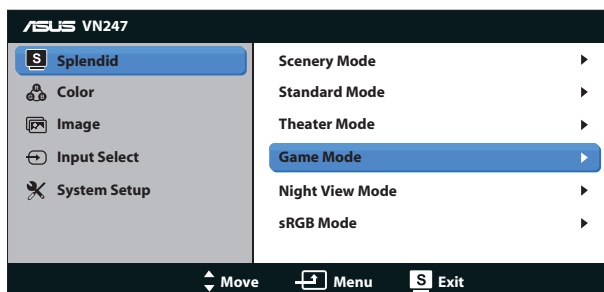 ASUS VN247
S Splendid
Color
Image
Input Select
System Setup
Scenery Mode
Standard Mode
Theater Mode
Game Mode
Night View Mode
sRGB Mode
Move Menu S Exit